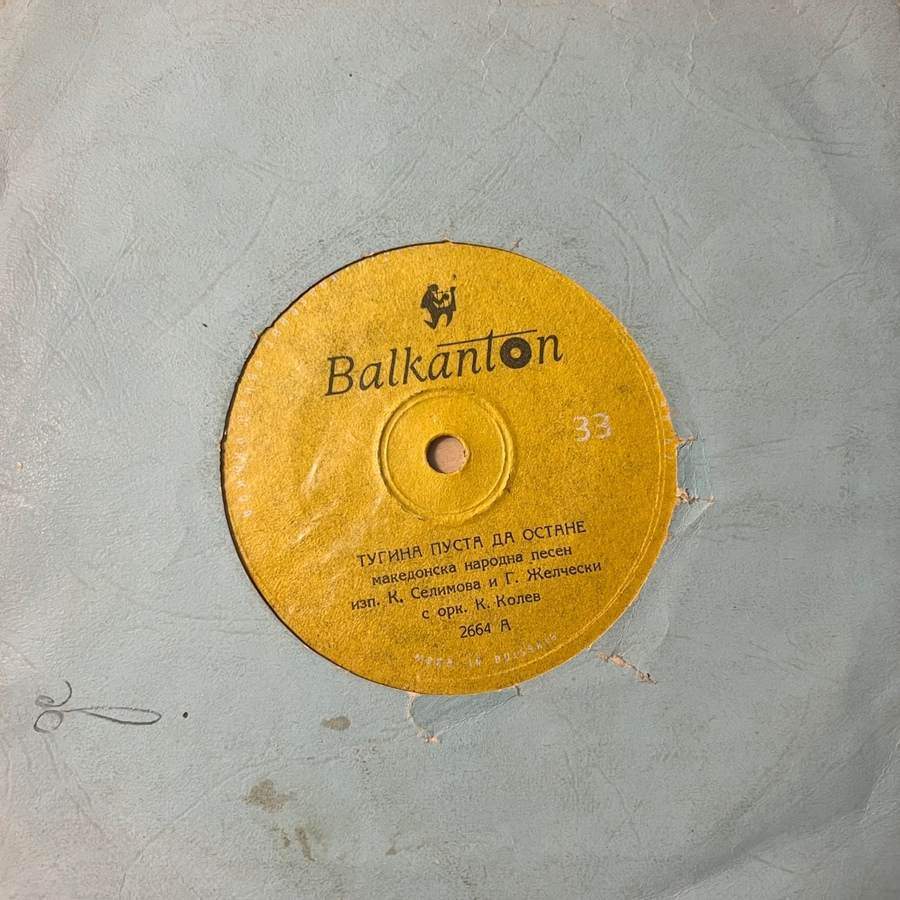 Balkanton
33
ТУГИНА ПУСТА ДА ОСТАНЕ
македонска народна песен
изп. К. Селимова и Г. Желчески
с орк. К. Колев
2664 А
MADE IN BULGARIA